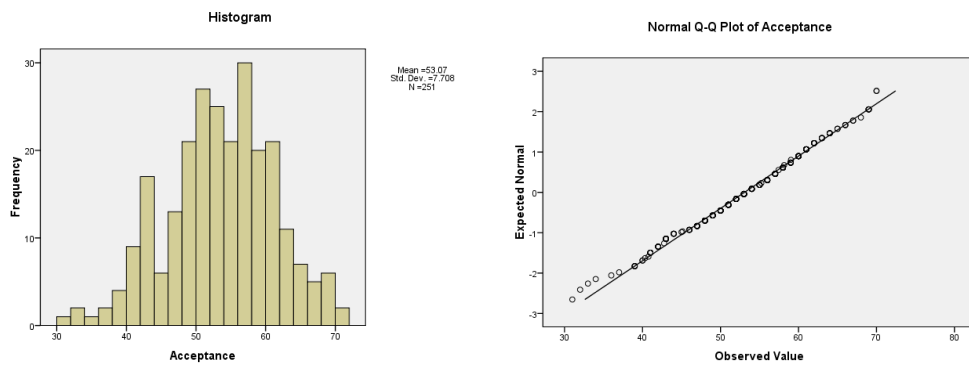 Histogram
Mean =53.07
Std. Dev. =7.708
N =251
Frequency
30
20
10
0
30 40 50 60 70
Acceptance
Normal Q-Q Plot of Acceptance
Expected Normal
3
2
1
0
-1
-2
-3
30 40 50 60 70 80
Observed Value